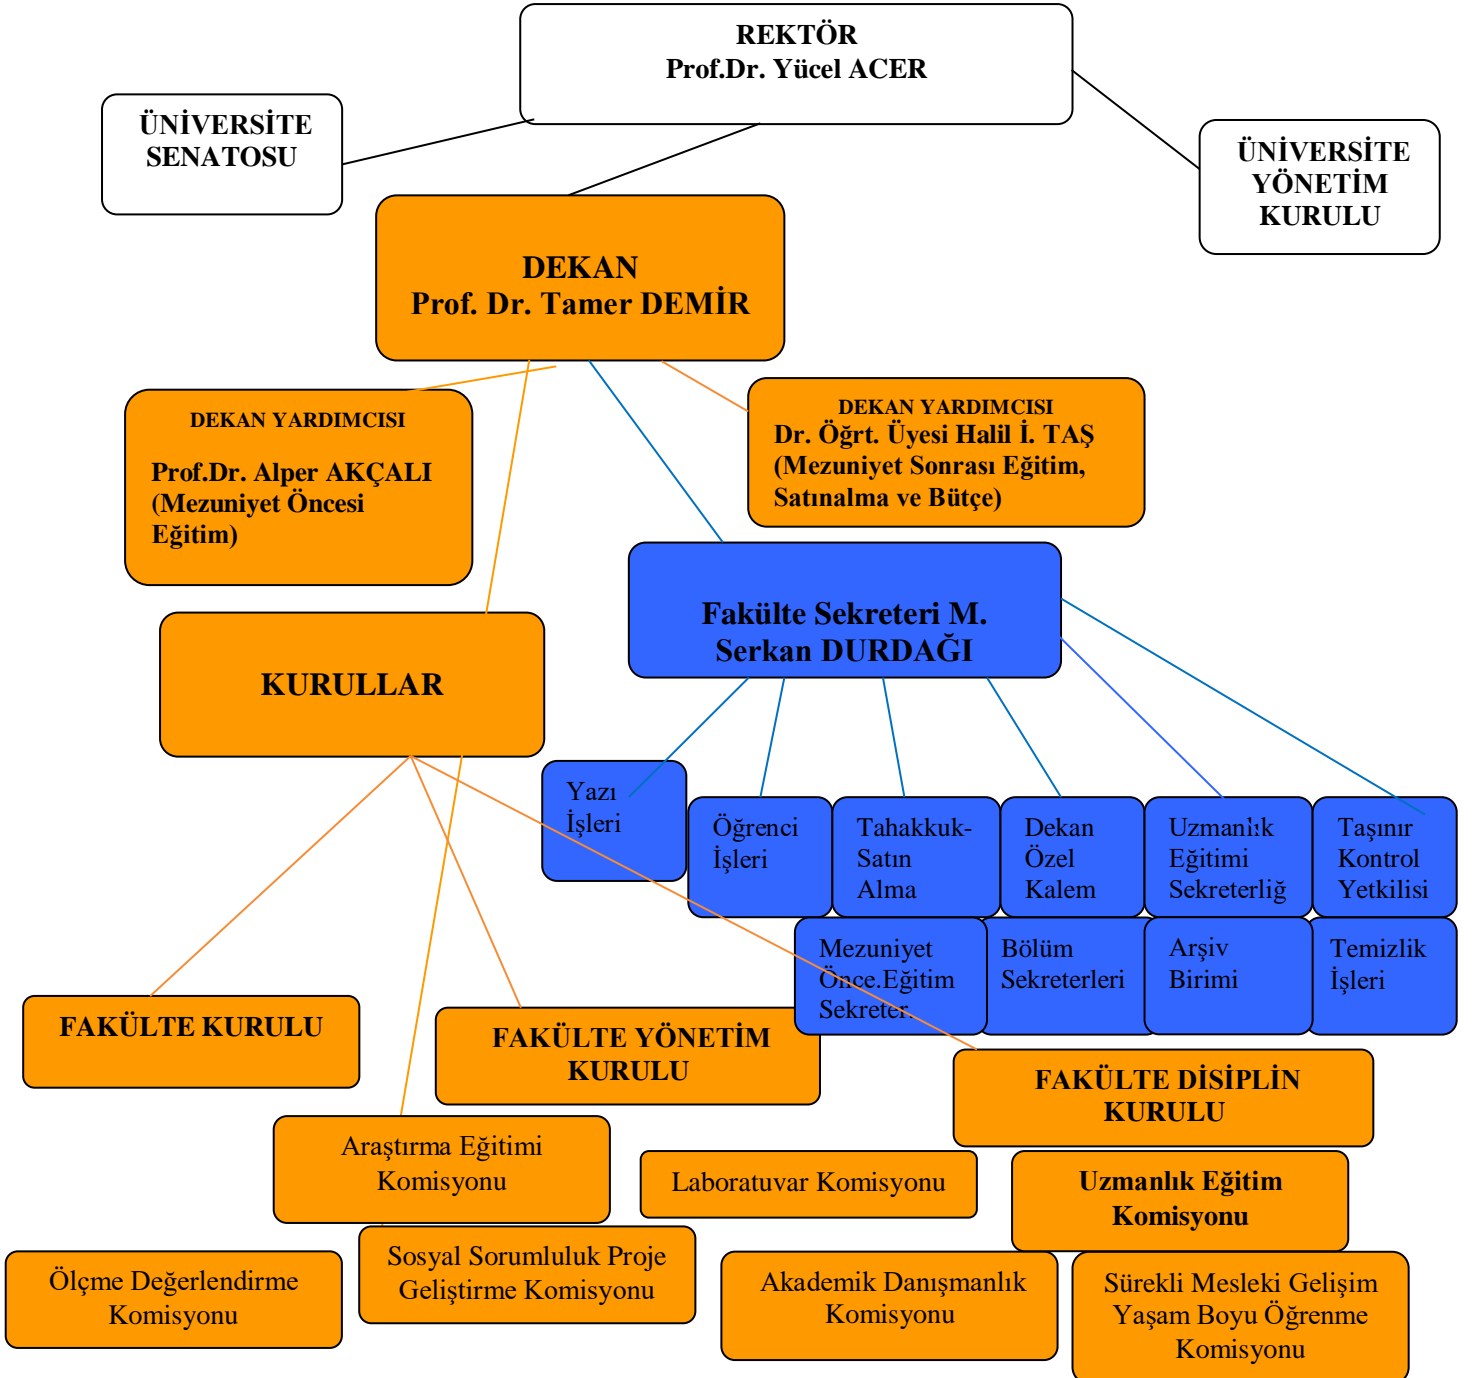 REKTÖR
Prof.Dr. Yücel ACER
ÜNİVERSİTE
SENATOSU
ÜNİVERSİTE
YÖNETİM
KURULU
DEKAN
Prof. Dr. Tamer DEMİR
DEKAN YARDIMCISI
Prof.Dr. Alper AKÇALI
(Mezuniyet Öncesi
Eğitim)
DEKAN YARDIMCISI
Dr. Öğrt. Üyesi Halil İ. TAŞ
(Mezuniyet Sonrası Eğitim,
Satınalma ve Bütçe)
Fakülte Sekreteri M.
Serkan DURDAĞI
KURULLAR
Yazı
İşleri
Öğrenci
İşleri
Tahakkuk-
Satın
Alma
Dekan
Özel
Kalem
Uzmanlık
Eğitimi
Sekreterliğ
Taşınır
Kontrol
Yetkilisi
Mezuniyet
Önce.Eğitim
Sekreter.
Bölüm
Sekreterleri
Arşiv
Birimi
Temizlik
İşleri
FAKÜLTE KURULU
FAKÜLTE YÖNETİM
KURULU
FAKÜLTE DİSİPLİN
KURULU
Araştırma Eğitimi
Komisyonu
Laboratuvar Komisyonu
Uzmanlık Eğitim
Komisyonu
Ölçme Değerlendirme
Komisyonu
Sosyal Sorumluluk Proje
Geliştirme Komisyonu
Akademik Danışmanlık
Komisyonu
Sürekli Mesleki Gelişim
Yaşam Boyu Öğrenme
Komisyonu